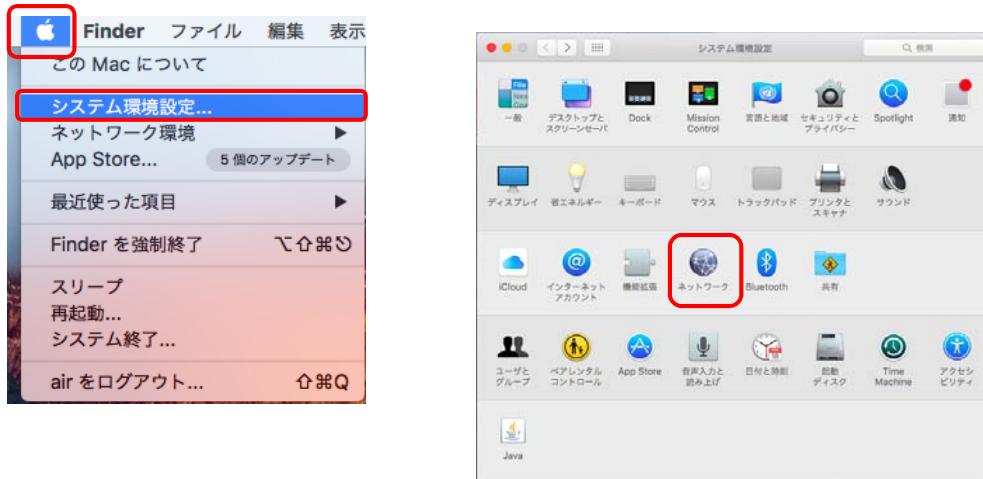 Finder ファイル 編集 表示
この Mac について
システム環境設定...
ネットワーク環境 ▶
App Store... 5 個のアップデート
最近使った項目 ▶
Finder を強制終了 ⌥⇧⌘⎋
スリープ
再起動...
システム終了...
air をログアウト... ⇧⌘Q
システム環境設定
検索
一般
デスクトップと
スクリーンセーバ
Dock
Mission
Control
言語と地域
セキュリティと
プライバシー
Spotlight
通知
ディスプレイ
省エネルギー
キーボード
マウス
トラックパッド
プリンタと
スキャナ
サウンド
iCloud
インターネット
アカウント
機能拡張
ネットワーク
Bluetooth
共有
ユーザと
グループ
ペアレンタル
コントロール
App Store
音声入力と
読み上げ
日付と時刻
起動
ディスク
Time
Machine
アクセシ
ビリティ
Java